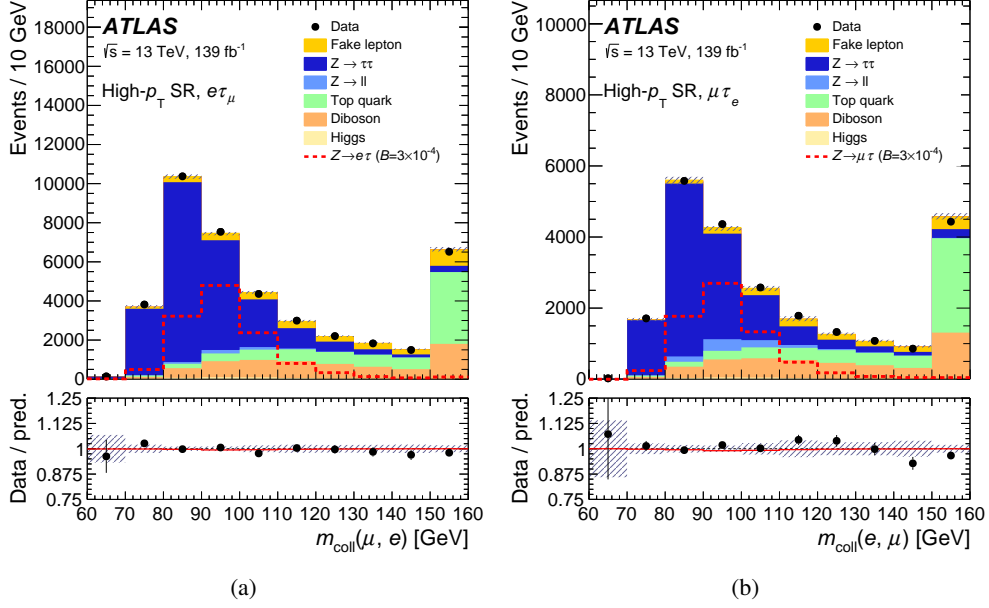 ATLAS
√s = 13 TeV, 139 fb-1
High-pT SR, eτμ
Data
Fake lepton
Z → ττ
Z → ll
Top quark
Diboson
Higgs
Z→eτ (B=3×10-4)
Events / 10 GeV
18000
16000
14000
12000
10000
8000
6000
4000
2000
0
Data / pred.
1.25
1.125
1
0.875
0.75
60 70 80 90 100 110 120 130 140 150 160
mcoll(μ, e) [GeV]
(a)
ATLAS
√s = 13 TeV, 139 fb-1
High-pT SR, μτe
Data
Fake lepton
Z → ττ
Z → ll
Top quark
Diboson
Higgs
Z→μτ (B=3×10-4)
Events / 10 GeV
10000
8000
6000
4000
2000
0
Data / pred.
1.25
1.125
1
0.875
0.75
60 70 80 90 100 110 120 130 140 150 160
mcoll(e, μ) [GeV]
(b)